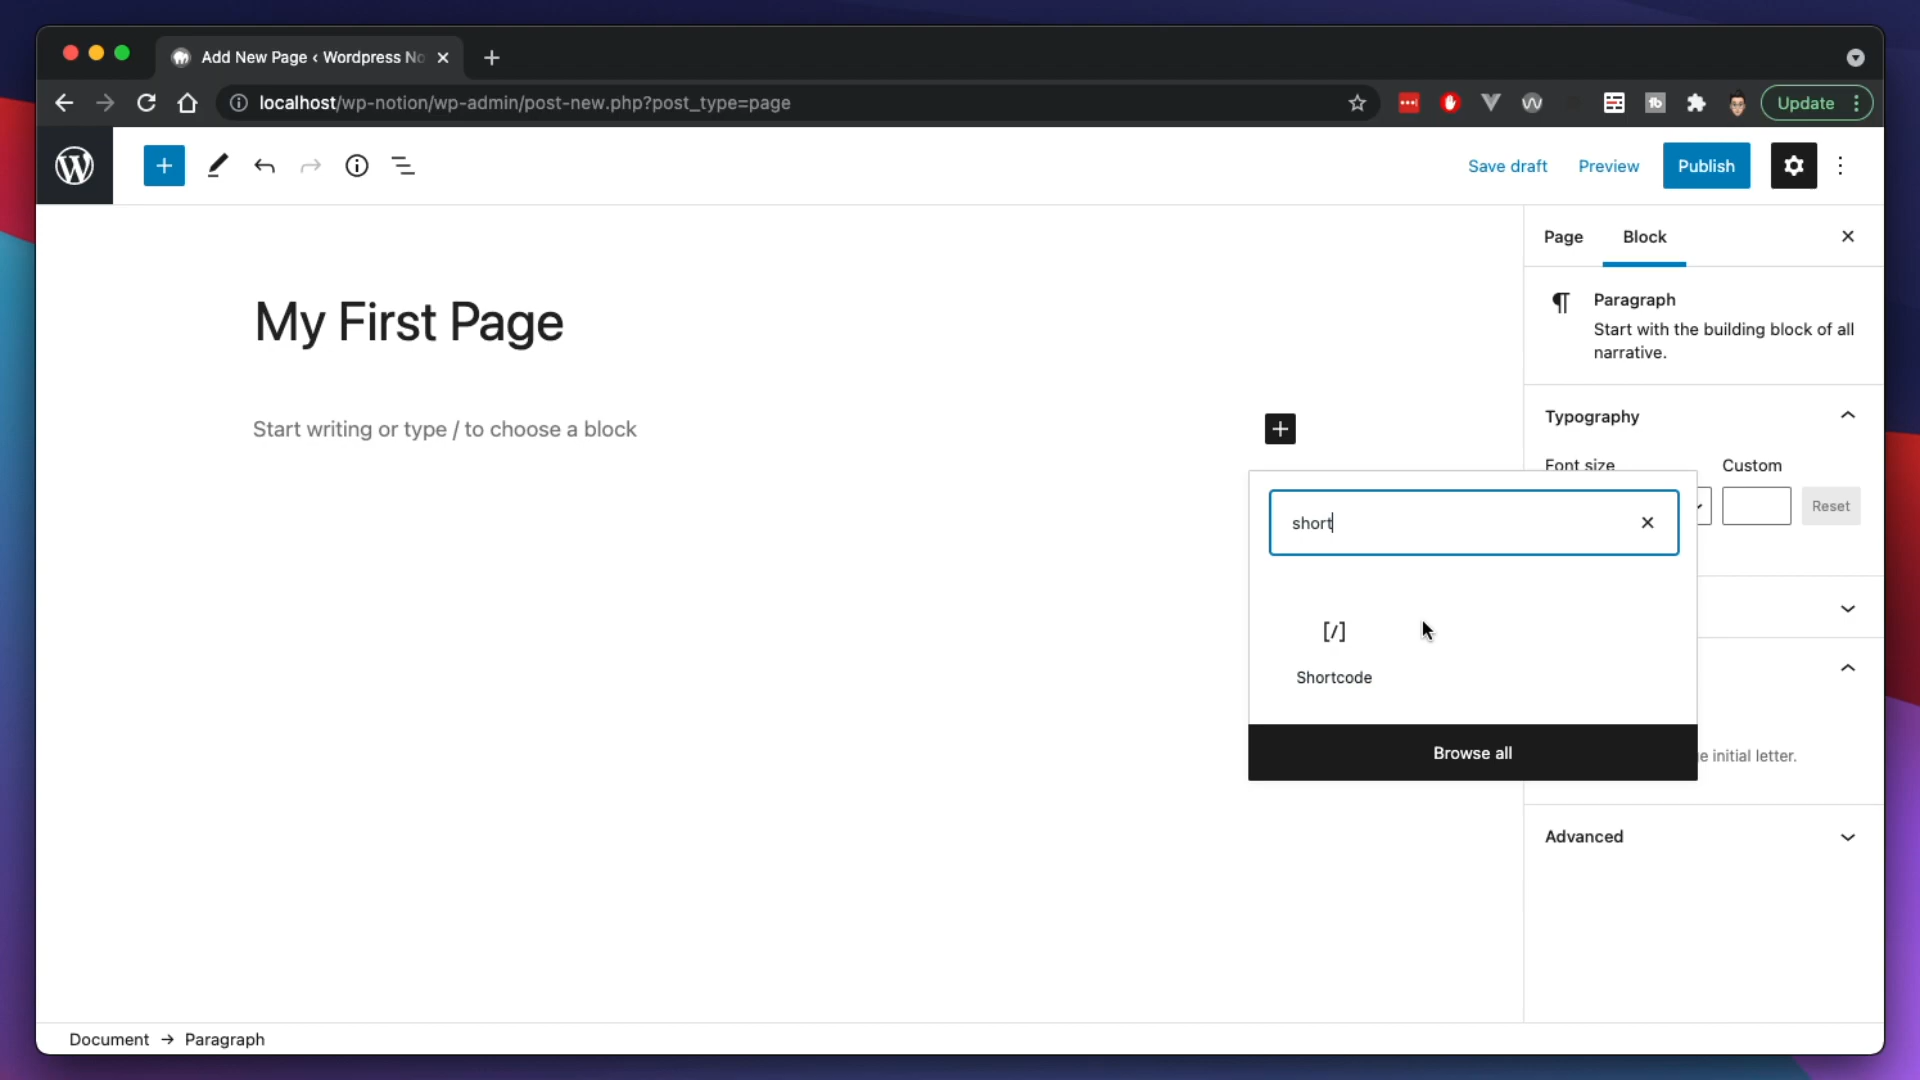 Add New Page ‹ Wordpress No
localhost/wp-notion/wp-admin/post-new.php?post_type=page
Update
Save draft
Preview
Publish
Page
Block
Paragraph
Start with the building block of all
narrative.
My First Page
Start writing or type / to choose a block
Typography
Font size
Custom
Reset
short
[/]
Shortcode
Browse all
e initial letter.
Advanced
Document → Paragraph